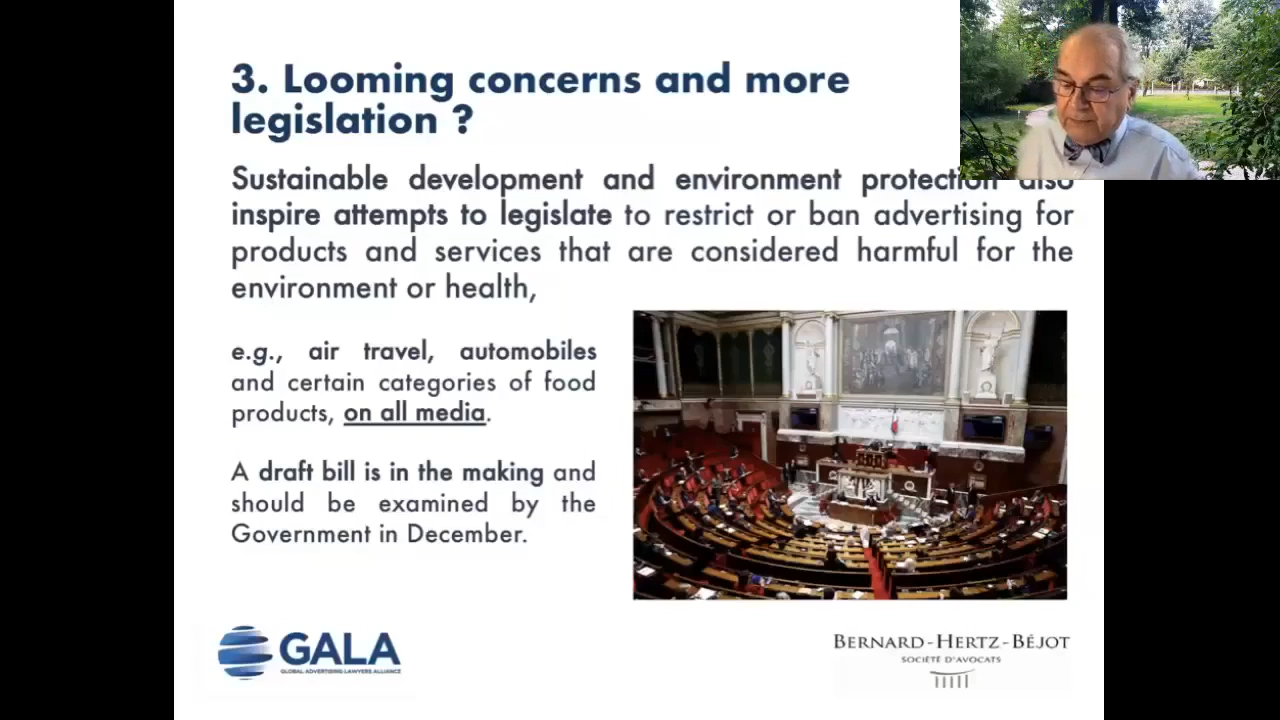 3. Looming concerns and more
legislation ?
Sustainable development and environment protection also
inspire attempts to legislate to restrict or ban advertising for
products and services that are considered harmful for the
environment or health,
e.g., air travel, automobiles
and certain categories of food
products, on all media.
A draft bill is in the making and
should be examined by the
Government in December.
GALA
GLOBAL ADVERTISING LAWYERS ALLIANCE
BERNARD-HERTZ-BÉJOT
SOCIÉTÉ D'AVOCATS